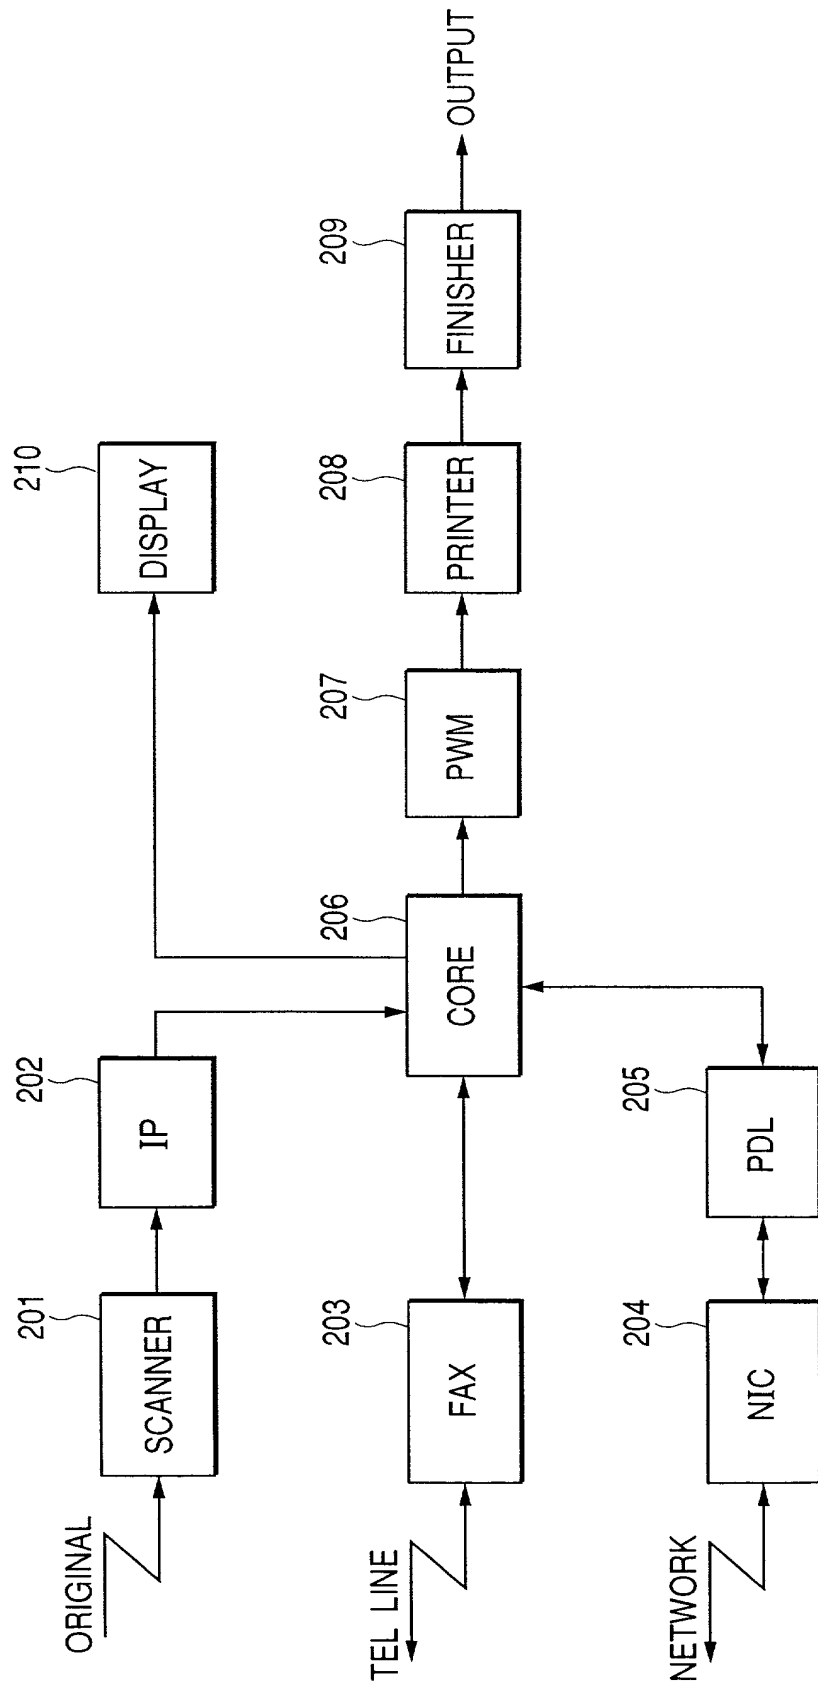 ORIGINAL
201
SCANNER
202
IP
210
DISPLAY
TEL LINE
203
FAX
206
CORE
207
PWM
208
PRINTER
209
FINISHER
OUTPUT
NETWORK
204
NIC
205
PDL